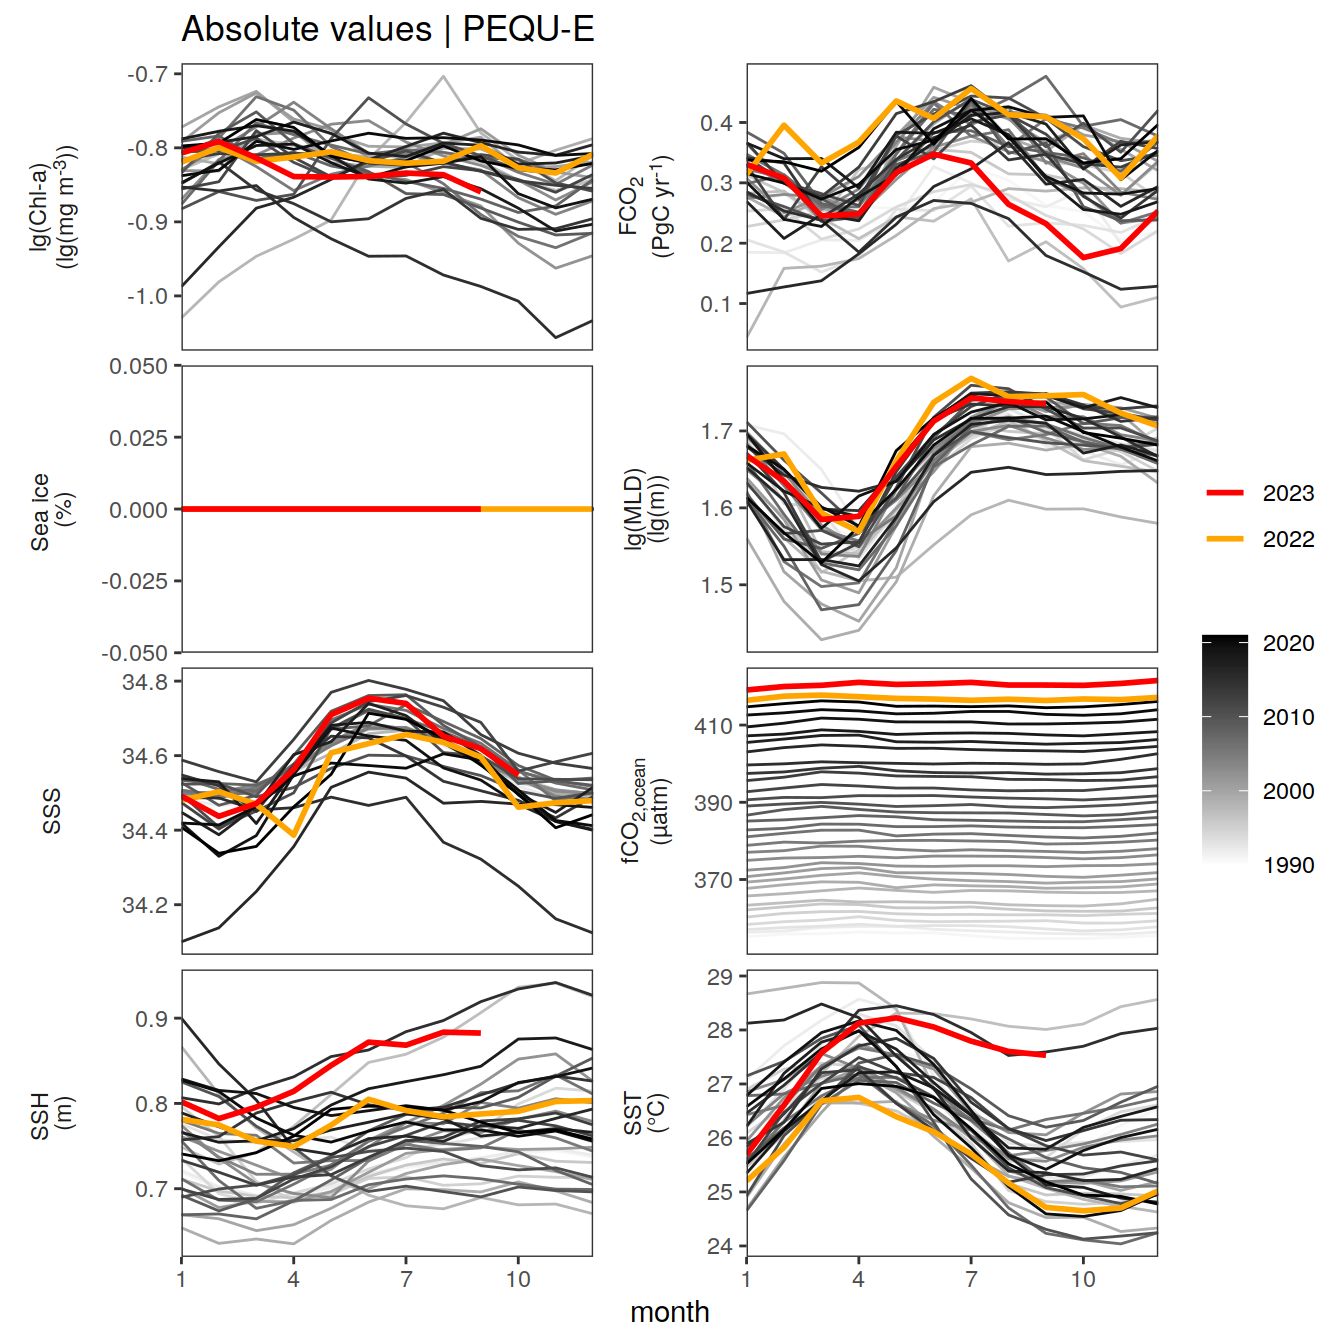 Absolute values | PEQU-E
-0.7
-0.8
-0.9
-1.0
lg(Chl-a)
(lg(mg m⁻³))
0.4
0.3
0.2
0.1
FCO₂
(PgC yr⁻¹)
0.050
0.025
0.000
-0.025
-0.050
Sea ice
(%)
1.7
1.6
1.5
lg(MLD)
(lg(m))
34.8
34.6
34.4
34.2
SSS
410
390
370
fCO2,ocean
(µatm)
0.9
0.8
0.7
SSH
(m)
29
28
27
26
25
24
SST
(°C)
1 4 7 10
1 4 7 10
month
2023
2022
2020
2010
2000
1990